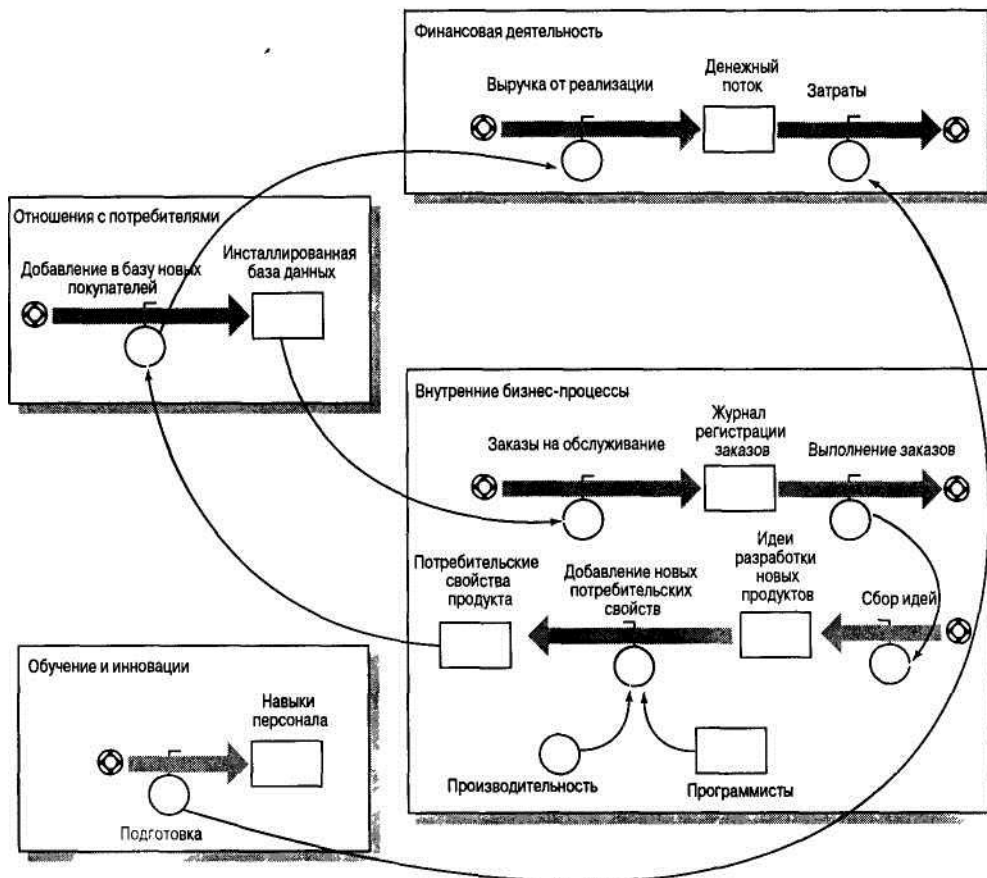 Финансовая деятельность
Выручка от реализации
Денежный
поток
Затраты
Отношения с потребителями
Добавление в базу новых
покупателей
Инсталлированная
база данных
Внутренние бизнес-процессы
Заказы на обслуживание
Журнал
регистрации
заказов
Выполнение заказов
Потребительские
свойства
продукта
Добавление новых
потребительских
свойств
Идеи
разработки
новых
продуктов
Сбор идей
Производительность
Программисты
Обучение и инновации
Навыки
персонала
Подготовка